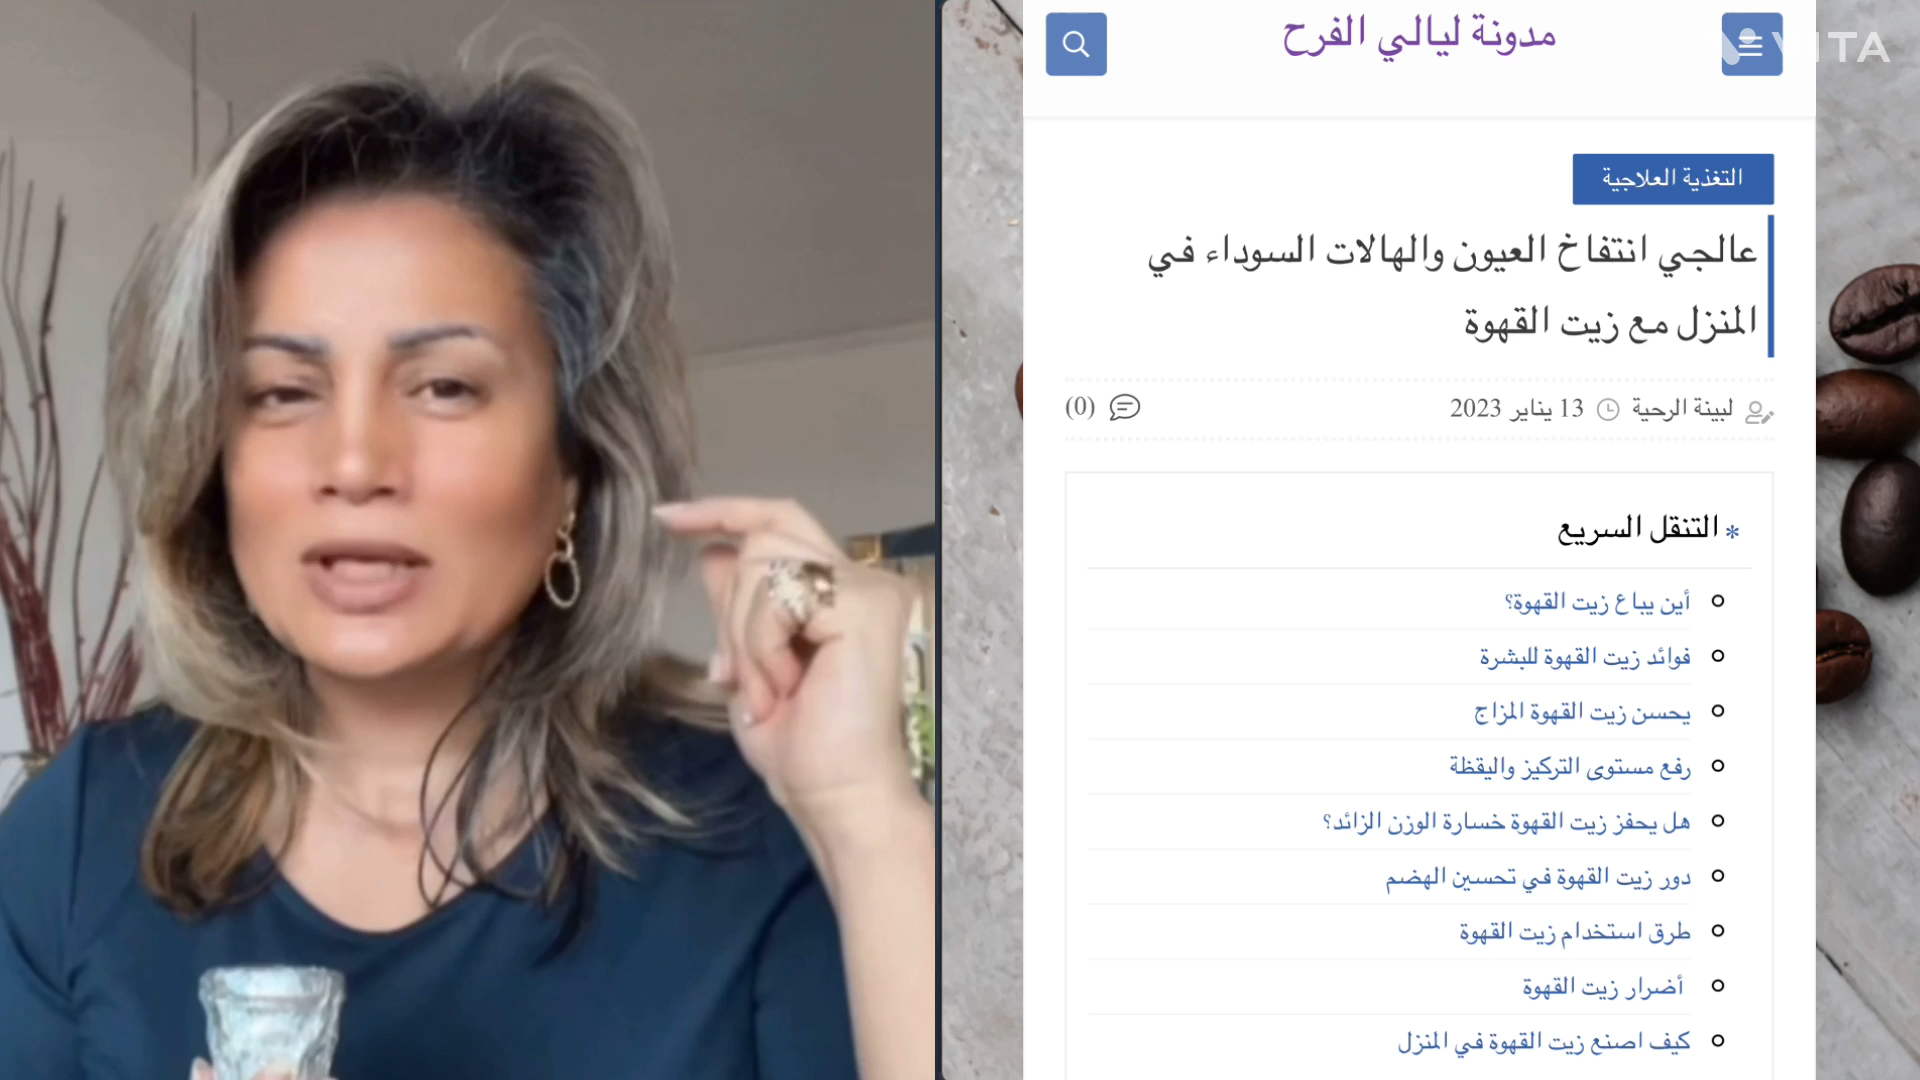 مدونة ليالي الفرح
VITA
التغذية العلاجية
عالجي انتفاخ العيون والهالات السوداء في
المنزل مع زيت القهوة
لبينة الرحية 13 يناير 2023 (0)
* التنقل السريع
أين يباع زيت القهوة؟
فوائد زيت القهوة للبشرة
يحسن زيت القهوة المزاج
رفع مستوى التركيز واليقظة
هل يحفز زيت القهوة خسارة الوزن الزائد؟
دور زيت القهوة في تحسين الهضم
طرق استخدام زيت القهوة
أضرار زيت القهوة
كيف اصنع زيت القهوة في المنزل